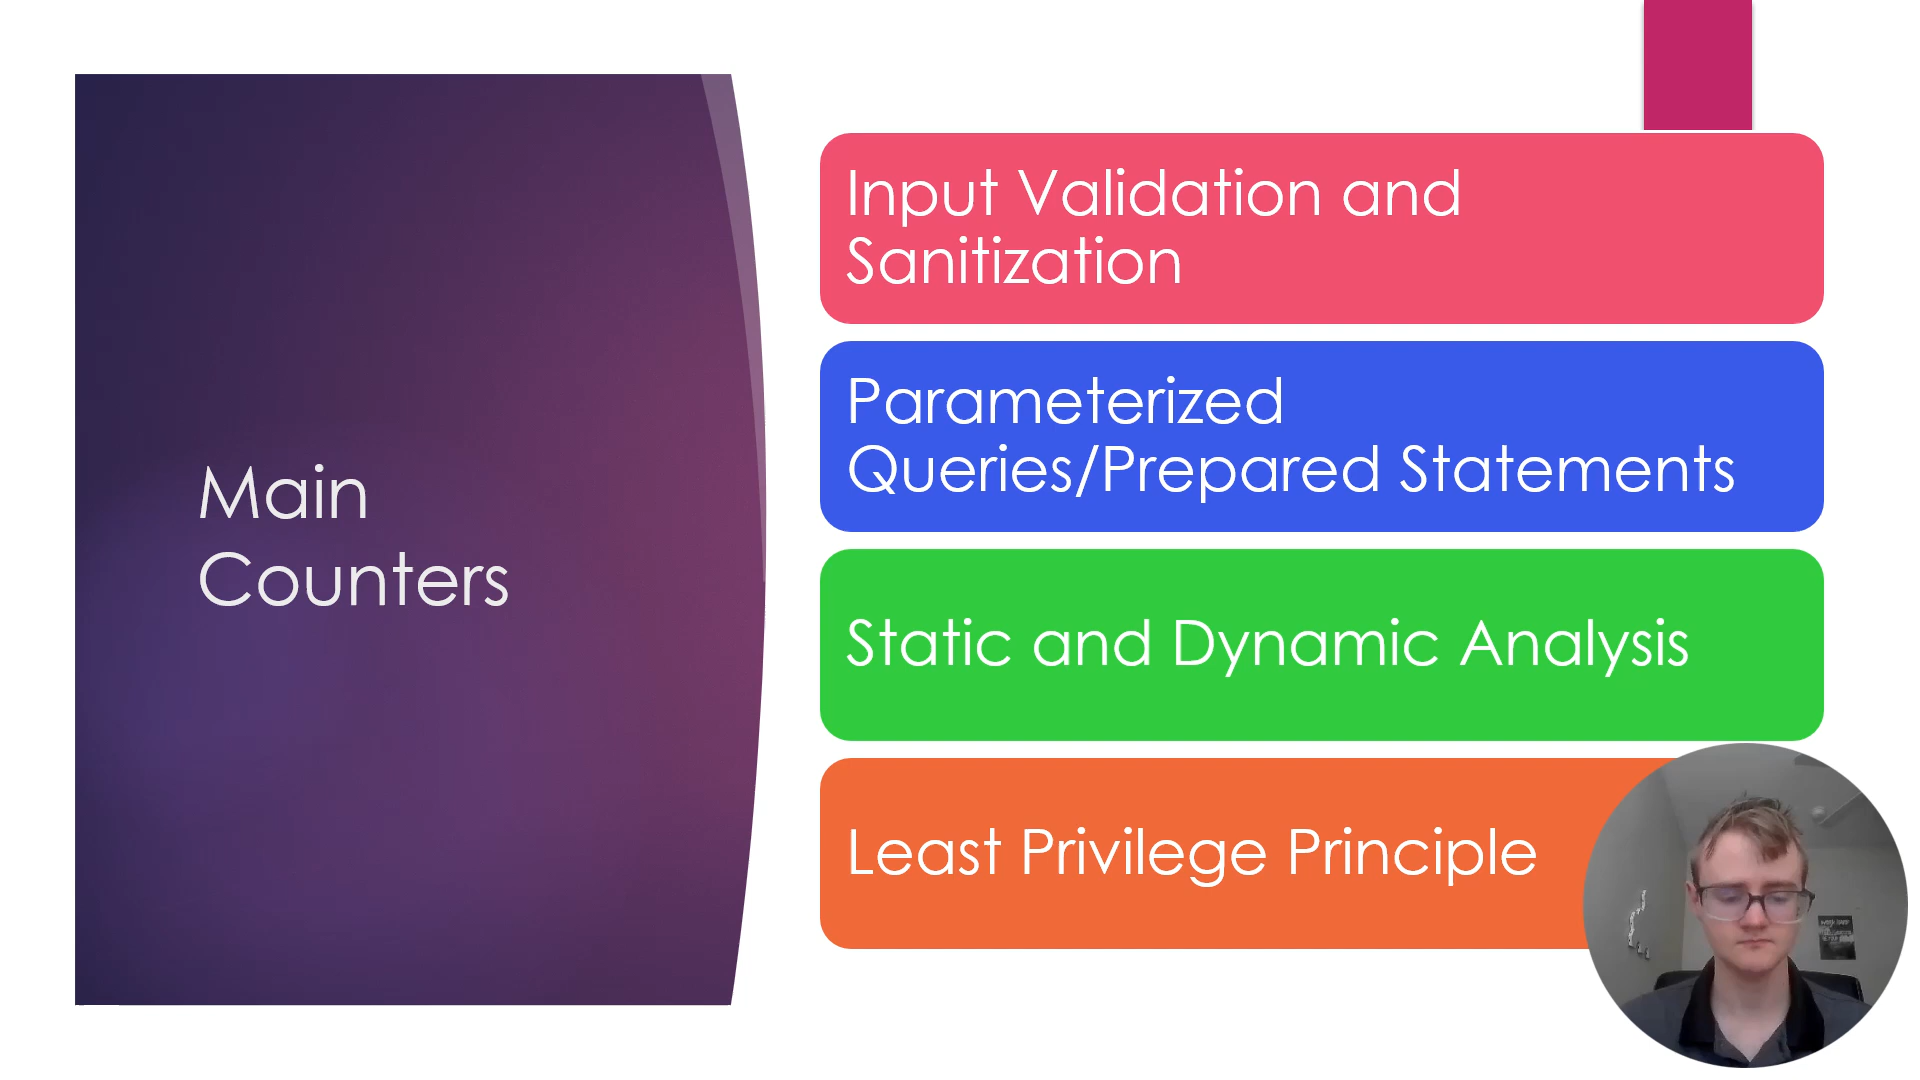 Main
Counters
Input Validation and
Sanitization
Parameterized
Queries/Prepared Statements
Static and Dynamic Analysis
Least Privilege Principle